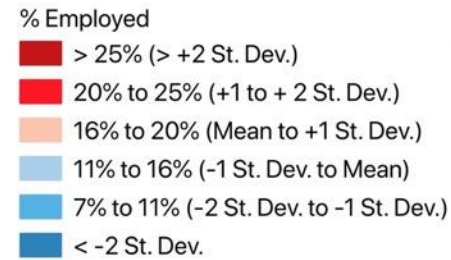 % Employed
> 25% (> +2 St. Dev.)
20% to 25% (+1 to + 2 St. Dev.)
16% to 20% (Mean to +1 St. Dev.)
11% to 16% (-1 St. Dev. to Mean)
7% to 11% (-2 St. Dev. to -1 St. Dev.)
< -2 St. Dev.